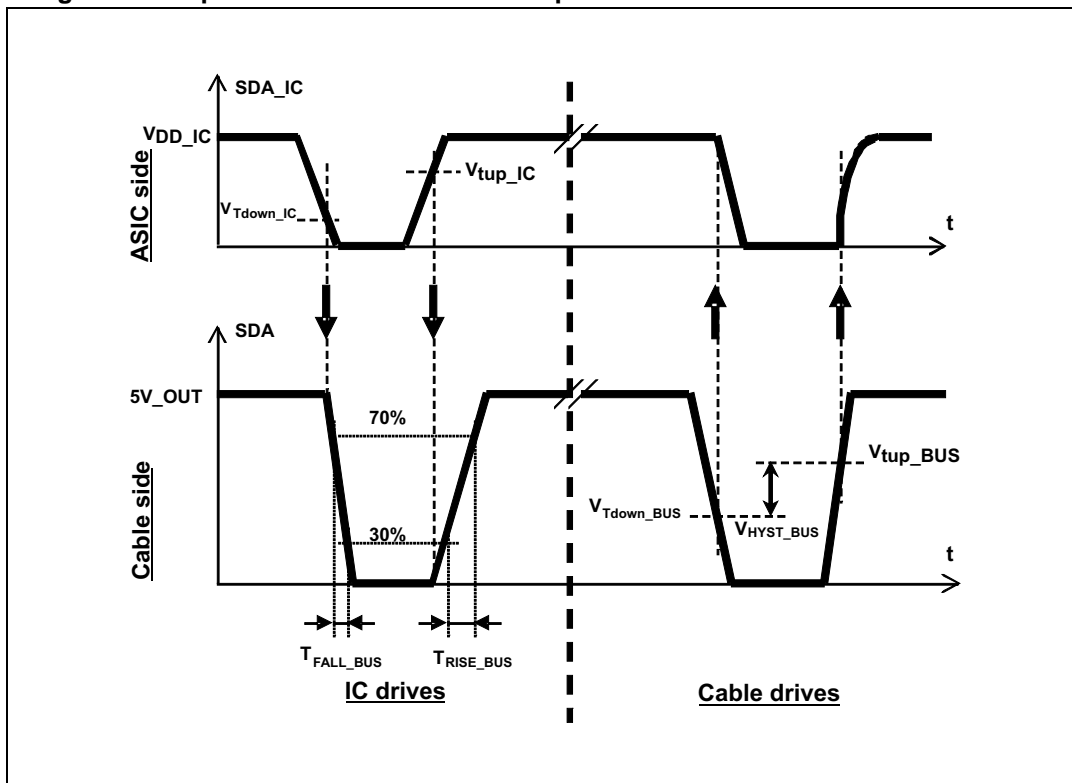 SDA_IC
VDD_IC
Vtup_IC
VTdown_IC
ASIC side
t
SDA
5V_OUT
70%
Vtup_BUS
VTdown_BUS
VHYST_BUS
30%
Cable side
t
TFALL_BUS
TRISE_BUS
IC drives
Cable drives